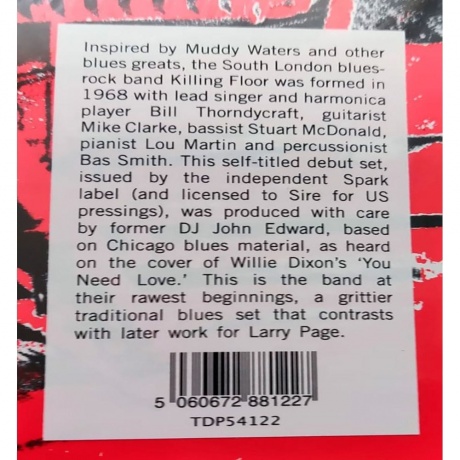 Inspired by Muddy Waters and other
blues greats, the South London blues-
rock band Killing Floor was formed in
1968 with lead singer and harmonica
player Bill Thorndycraft, guitarist
Mike Clarke, bassist Stuart McDonald,
pianist Lou Martin and percussionist
Bas Smith. This self-titled debut set,
issued by the independent Spark
label (and licensed to Sire for US
pressings), was produced with care
by former DJ John Edward, based
on Chicago blues material, as heard
on the cover of Willie Dixon's ‘You
Need Love.’ This is the band at
their rawest beginnings, a grittier
traditional blues set that contrasts
with later work for Larry Page.
5 060672 881227
TDP54122